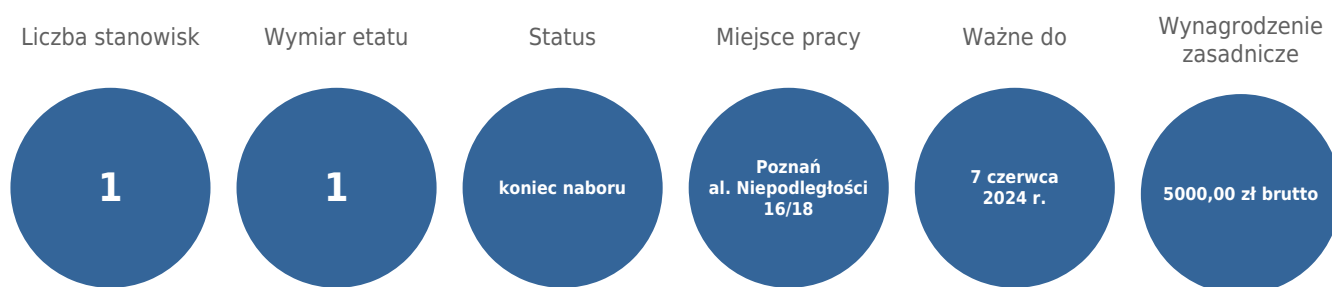 Liczba stanowisk
1
Wymiar etatu
1
Status
koniec naboru
Miejsce pracy
Poznań
al. Niepodległości
16/18
Ważne do
7 czerwca
2024 r.
Wynagrodzenie
zasadnicze
5000,00 zł brutto